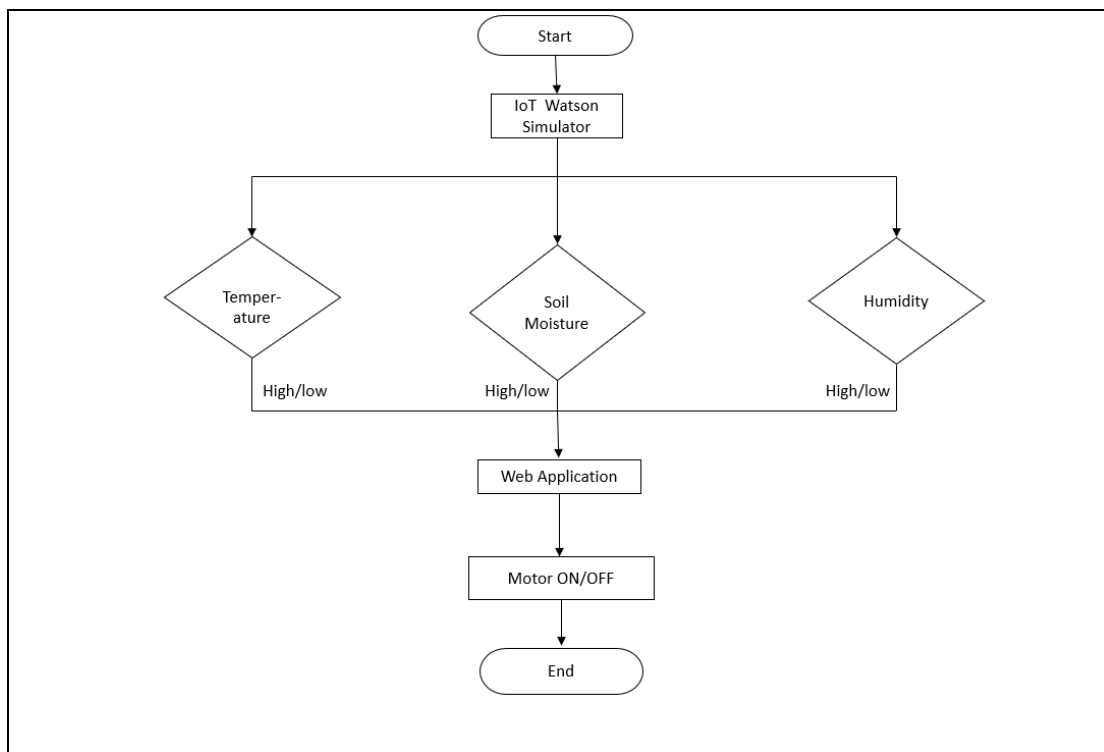 Start
IoT Watson
Simulator
Temper-
ature
Soil
Moisture
Humidity
High/low
High/low
High/low
Web Application
Motor ON/OFF
End